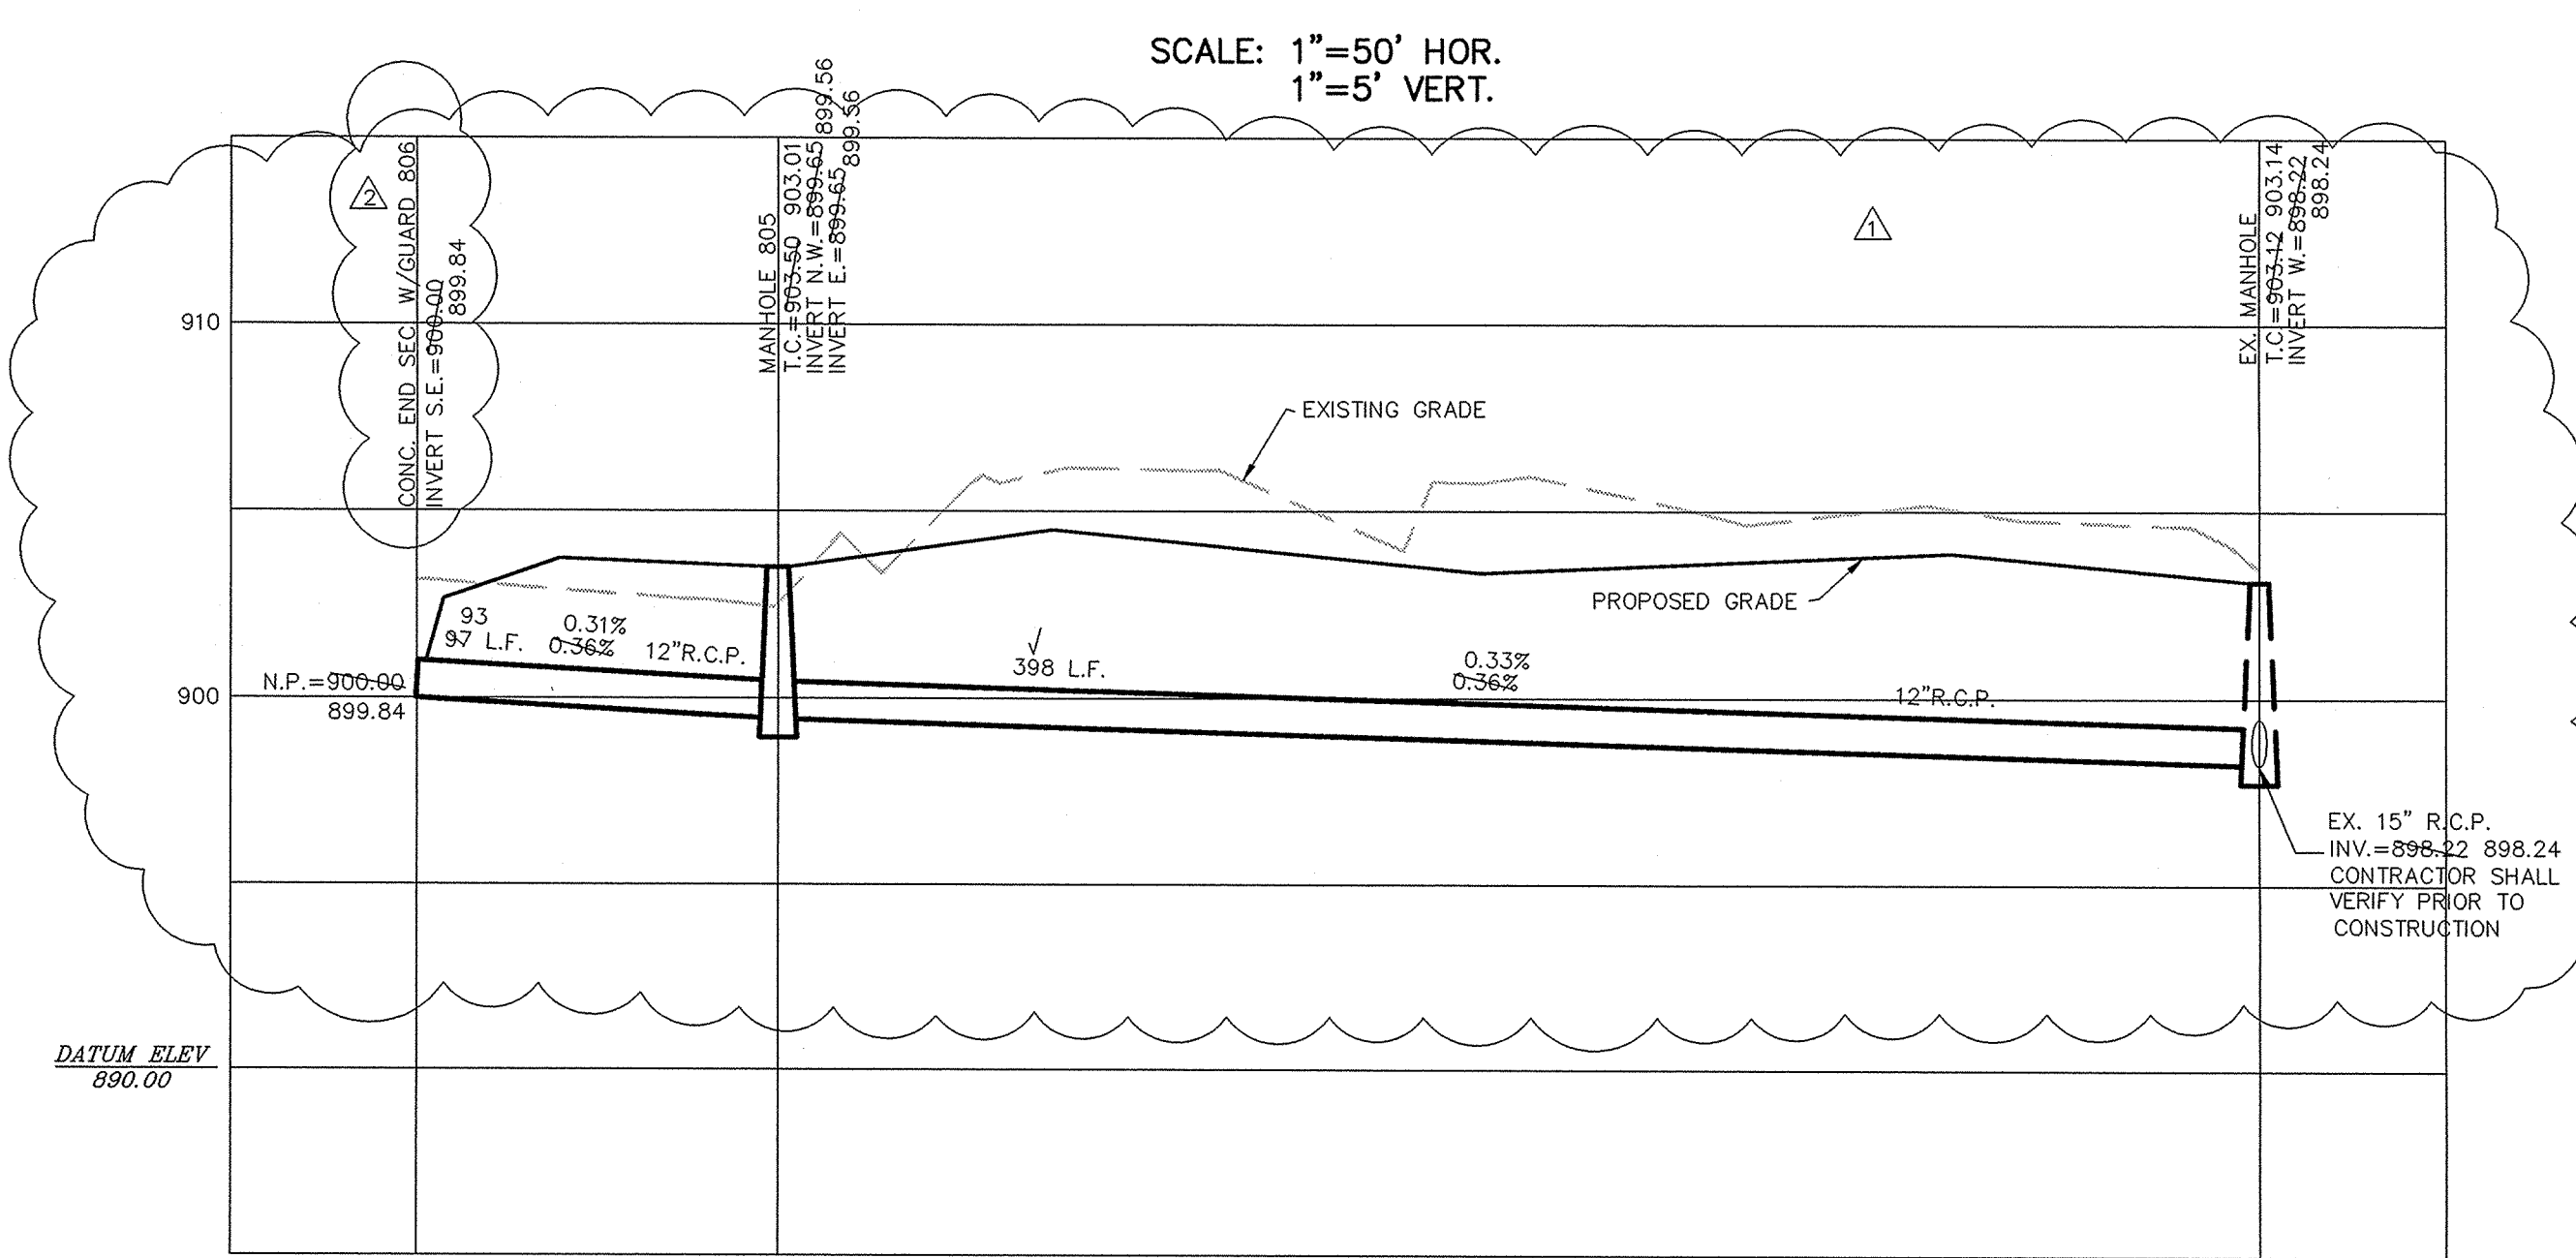 SCALE: 1"=50' HOR.
1"=5' VERT.
CONC. END SEC W/GUARD 806
INVERT S.E.=900.00
899.84
2
MANHOLE 805
T.C.=903.50 903.01
INVERT N.W.=899.65 899.56
INVERT E.=899.65 899.56
1
EX. MANHOLE
T.C.=903.12 903.14
INVERT W.=898.22
898.24
910
EXISTING GRADE
PROPOSED GRADE
93
97 L.F.
0.31%
0.36%
12"R.C.P.
√
398 L.F.
0.33%
0.36%
12"R.C.P.
N.P.=900.00
899.84
900
EX. 15" R.C.P.
INV.=898.22 898.24
CONTRACTOR SHALL
VERIFY PRIOR TO
CONSTRUCTION
DATUM ELEV
890.00